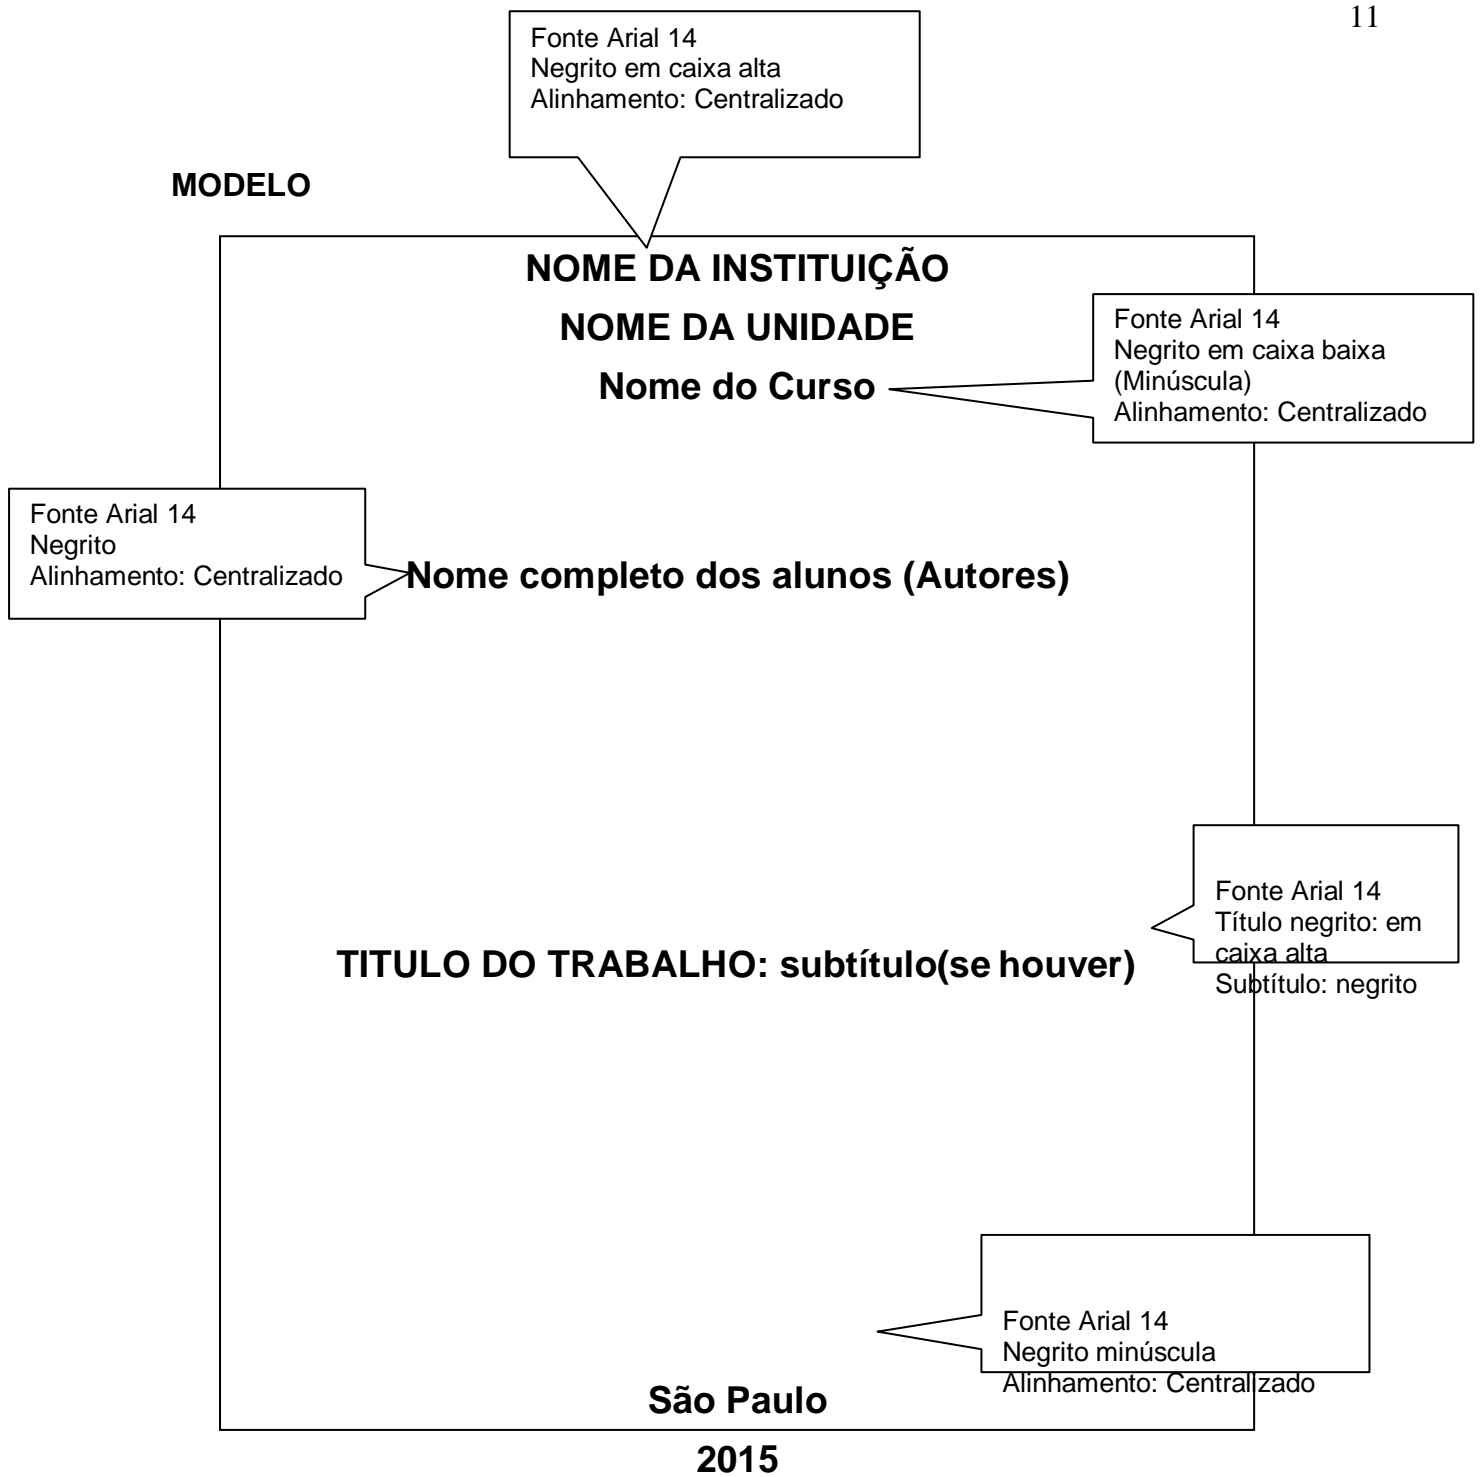 11
Fonte Arial 14
Negrito em caixa alta
Alinhamento: Centralizado
MODELO
NOME DA INSTITUIÇÃO
NOME DA UNIDADE
Nome do Curso
Fonte Arial 14
Negrito em caixa baixa
(Minúscula)
Alinhamento: Centralizado
Fonte Arial 14
Negrito
Alinhamento: Centralizado
Nome completo dos alunos (Autores)
Fonte Arial 14
Título negrito: em
caixa alta
Subtítulo: negrito
TITULO DO TRABALHO: subtítulo(se houver)
Fonte Arial 14
Negrito minúscula
Alinhamento: Centralizado
São Paulo
2015